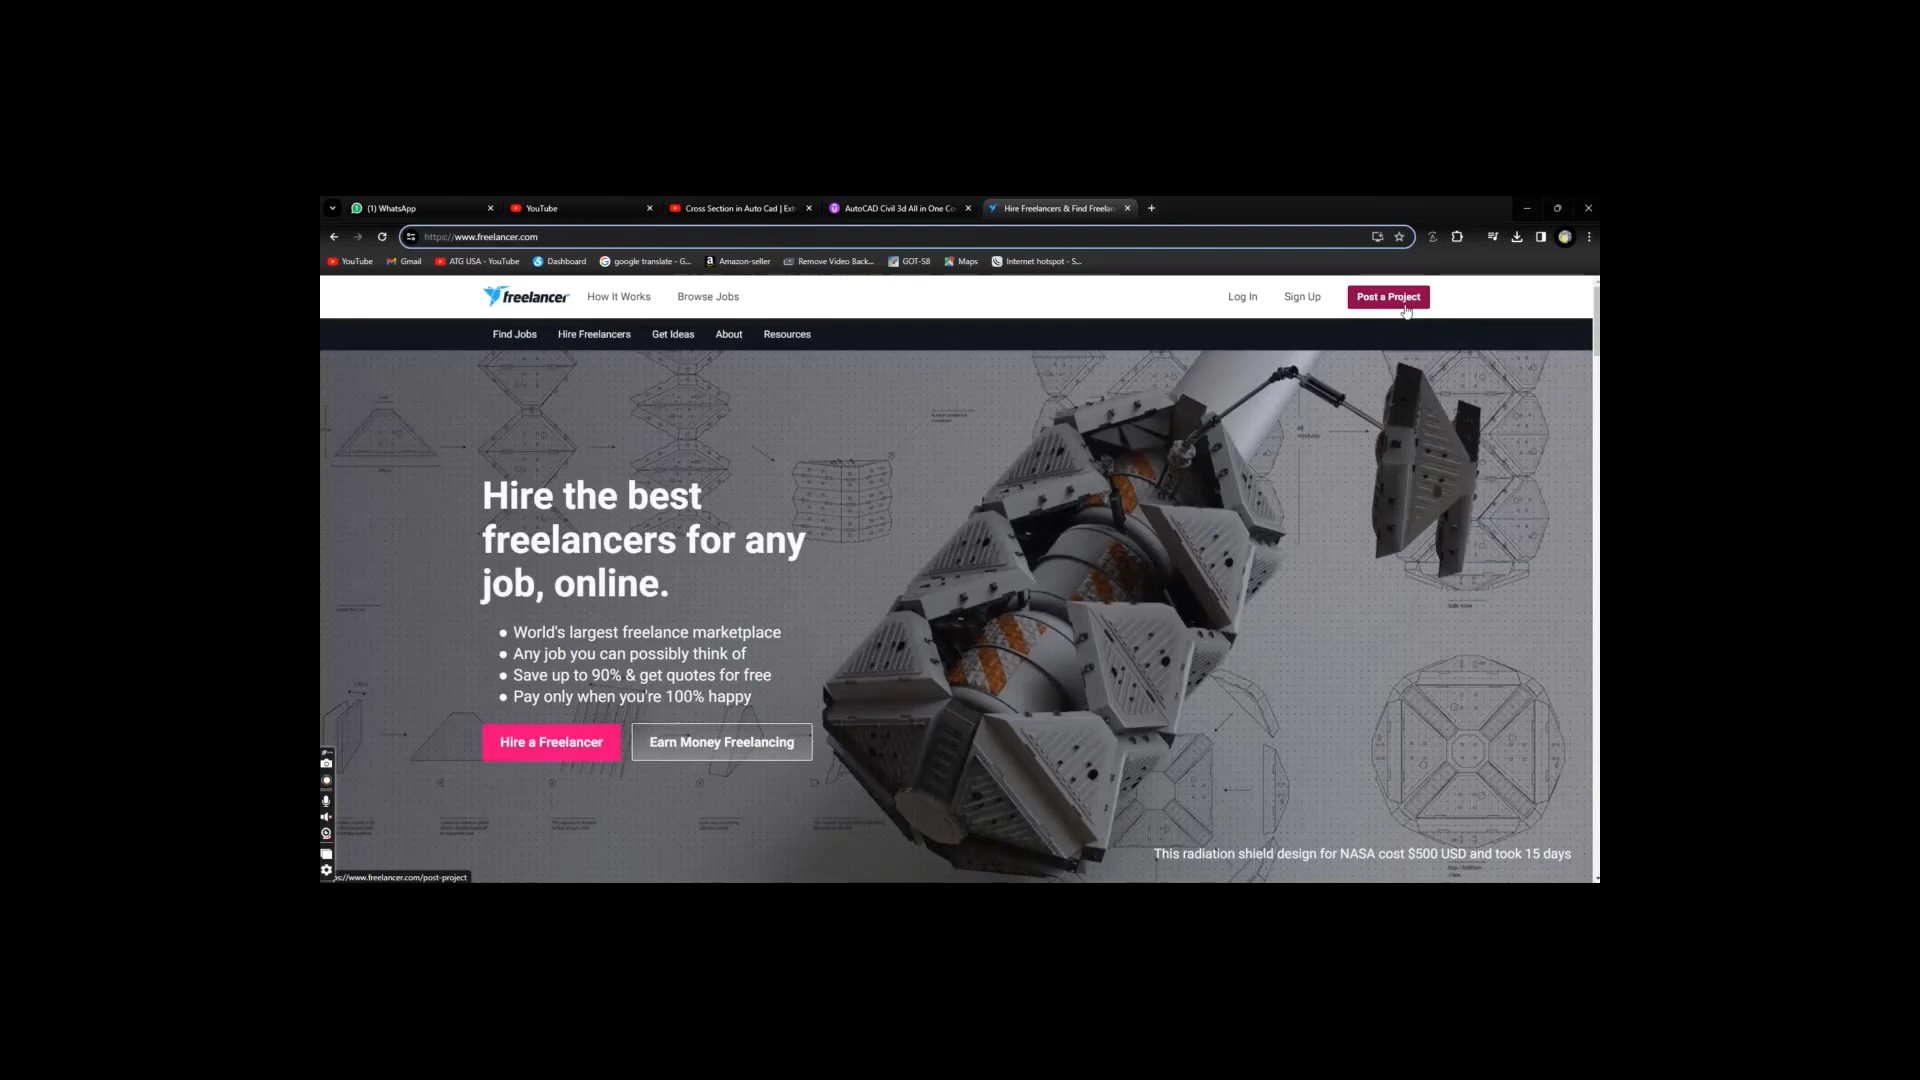 (1) WhatsApp
YouTube
Cross Section in Auto Cad | Ext
AutoCAD Civil 3d All in One Co
Hire Freelancers & Find Freelan
https://www.freelancer.com
YouTube
Gmail
ATG USA - YouTube
Dashboard
google translate - G...
Amazon-seller
Remove Video Back...
GOT-S8
Maps
Internet hotspot - S...
freelancer
How It Works
Browse Jobs
Log In
Sign Up
Post a Project
Find Jobs
Hire Freelancers
Get Ideas
About
Resources
Hire the best
freelancers for any
job, online.
● World's largest freelance marketplace
● Any job you can possibly think of
● Save up to 90% & get quotes for free
● Pay only when you're 100% happy
Hire a Freelancer
Earn Money Freelancing
side view
This radiation shield design for NASA cost $500 USD and took 15 days
ps://www.freelancer.com/post-project